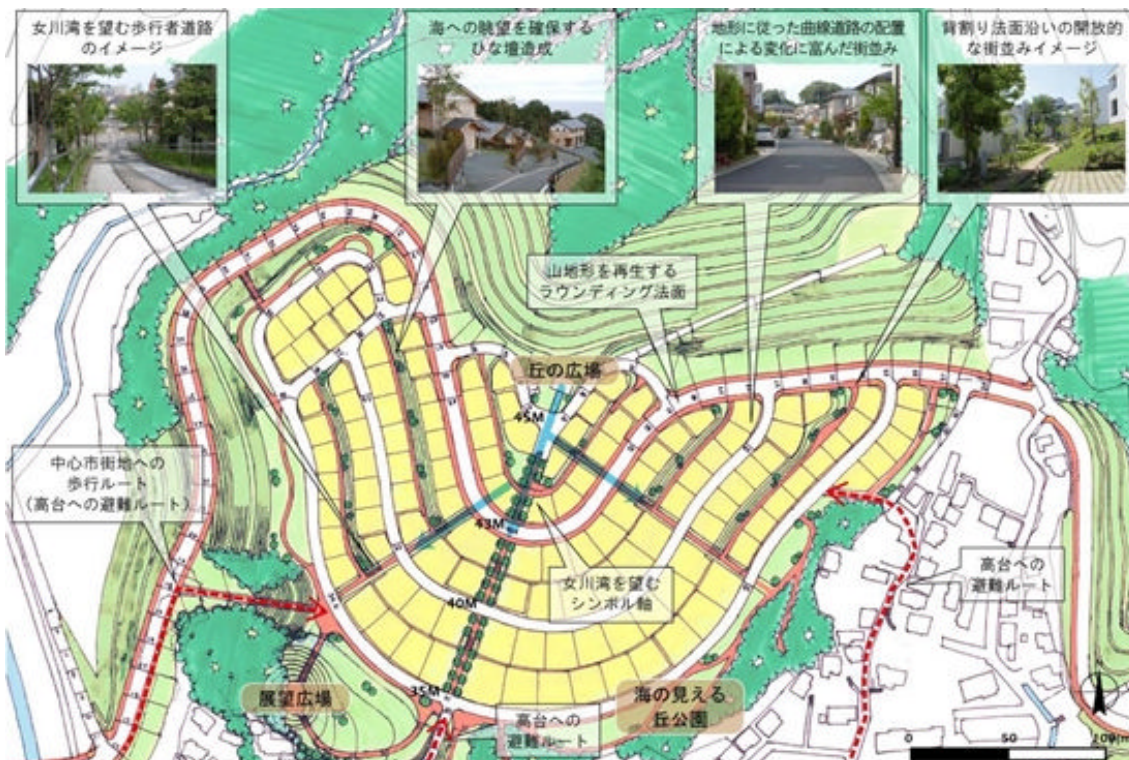 女川湾を望む歩行者道路
のイメージ
海への眺望を確保する
ひな壇造成
地形に従った曲線道路の配置
による変化に富んだ街並み
背割り法面沿いの開放的
な街並みイメージ
山地形を再生する
ラウンディング法面
丘の広場
45M
中心市街地への
歩行ルート
(高台への避難ルート)
43M
女川湾を望む
シンボル軸
高台への
避難ルート
40M
35M
展望広場
海の見える
丘公園
高台への
避難ルート
0 50 100(m)